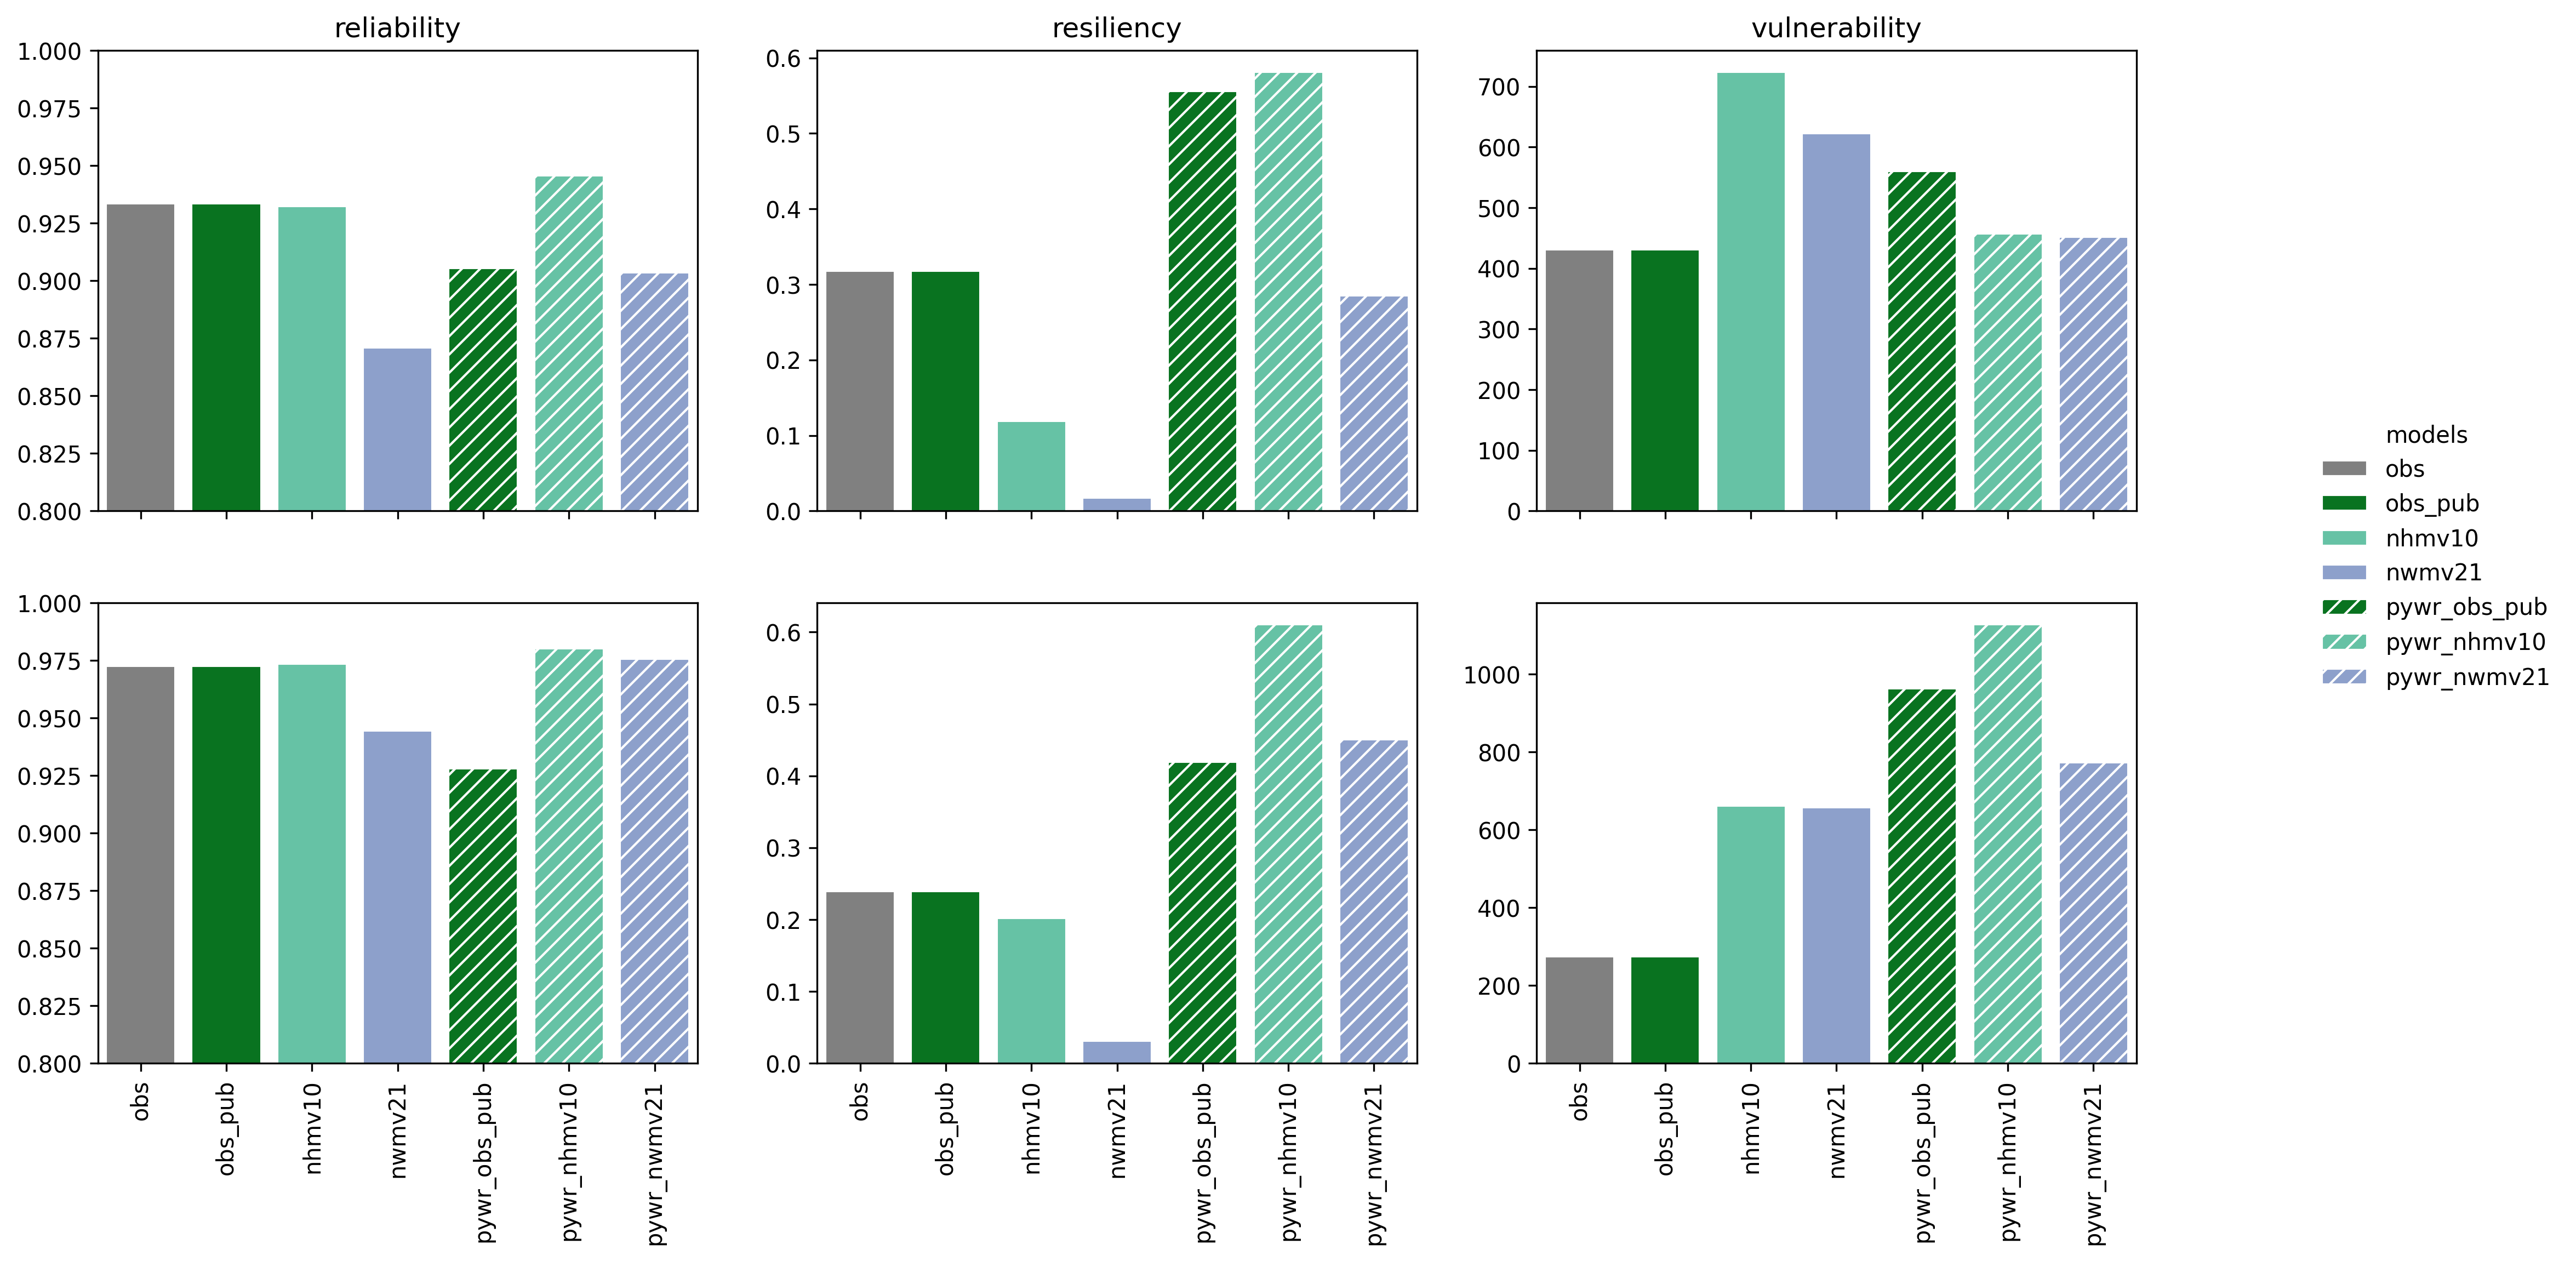 reliability
resiliency
vulnerability
1.000
0.975
0.950
0.925
0.900
0.875
0.850
0.825
0.800
0.6
0.5
0.4
0.3
0.2
0.1
0.0
700
600
500
400
300
200
100
0
models
obs
obs_pub
nhmv10
nwmv21
pywr_obs_pub
pywr_nhmv10
pywr_nwmv21
1.000
0.975
0.950
0.925
0.900
0.875
0.850
0.825
0.800
obs
obs_pub
nhmv10
nwmv21
pywr_obs_pub
pywr_nhmv10
pywr_nwmv21
0.6
0.5
0.4
0.3
0.2
0.1
0.0
obs
obs_pub
nhmv10
nwmv21
pywr_obs_pub
pywr_nhmv10
pywr_nwmv21
1000
800
600
400
200
0
obs
obs_pub
nhmv10
nwmv21
pywr_obs_pub
pywr_nhmv10
pywr_nwmv21